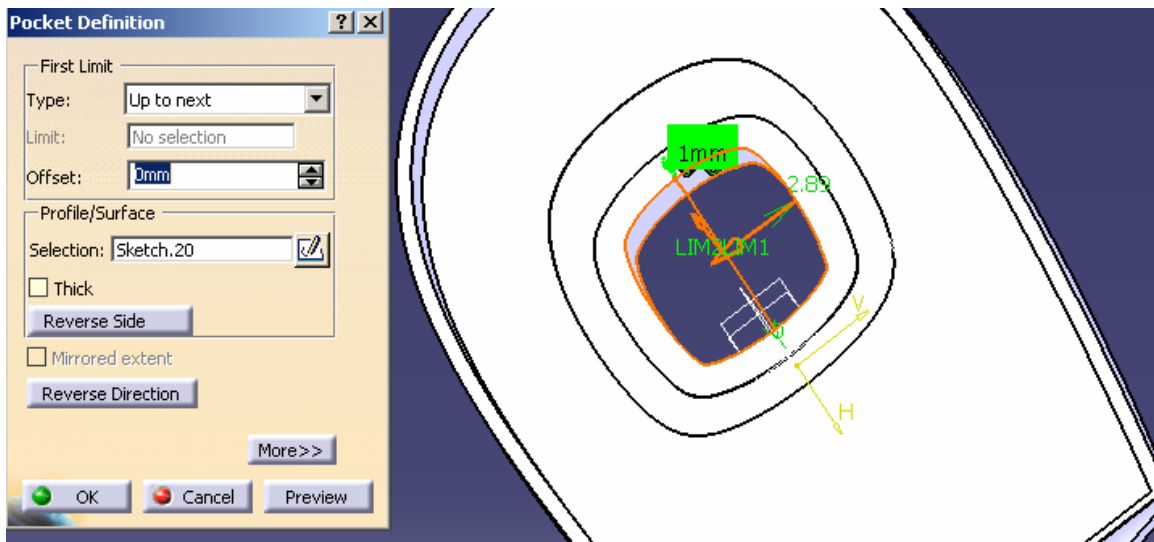 Pocket Definition
? X
First Limit
Type: Up to next
Limit: No selection
Offset: 0mm
Profile/Surface
Selection: Sketch.20
Thick
Reverse Side
Mirrored extent
Reverse Direction
More>>
OK Cancel Preview
1mm
2.89
LIM1
V
H